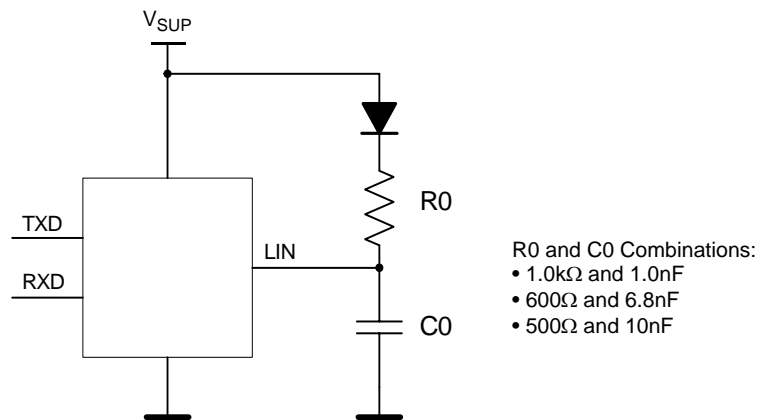 VSUP
TXD
RXD
LIN
R0
C0
R0 and C0 Combinations:
• 1.0kΩ and 1.0nF
• 600Ω and 6.8nF
• 500Ω and 10nF